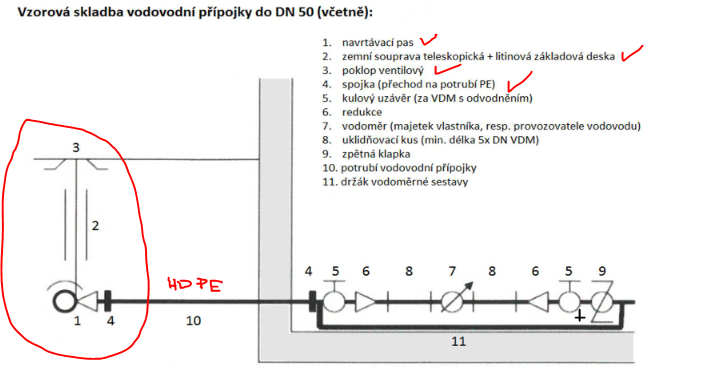 Vzorová skladba vodovodní přípojky do DN 50 (včetně):
1. navrtávací pas
2. zemní souprava teleskopická + litinová základová deska
3. poklop ventilový
4. spojka (přechod na potrubí PE)
5. kulový uzávěr (za VDM s odvodněním)
6. redukce
7. vodoměr (majetek vlastníka, resp. provozovatele vodovodu)
8. uklidňovací kus (min. délka 5x DN VDM)
9. zpětná klapka
10. potrubí vodovodní přípojky
11. držák vodoměrné sestavy
3
2
HDPE
4 5 6 8 7 8 6 5 9
1 4 10
11